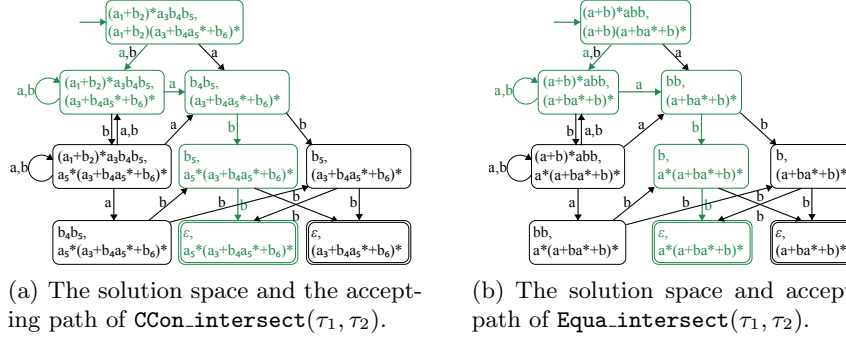 (a₁+b₂)*a₃b₄b₅,
(a₁+b₂)(a₃+b₄a₅*+b₆)*
a,b
a
a,b
(a₁+b₂)*a₃b₄b₅,
(a₃+b₄a₅*+b₆)*
a
b₄b₅,
(a₃+b₄a₅*+b₆)*
b
a,b
a
b
b
a,b
(a₁+b₂)*a₃b₄b₅,
a₅*(a₃+b₄a₅*+b₆)*
b₅,
a₅*(a₃+b₄a₅*+b₆)*
b₅,
(a₃+b₄a₅*+b₆)*
a
b
b
b
b
b₄b₅,
a₅*(a₃+b₄a₅*+b₆)*
ε,
a₅*(a₃+b₄a₅*+b₆)*
ε,
(a₃+b₄a₅*+b₆)*
(a) The solution space and the accept-
ing path of CCon_intersect(τ₁, τ₂).
(a+b)*abb,
(a+b)(a+ba*+b)*
a,b
a
a,b
(a+b)*abb,
(a+ba*+b)*
a
bb,
(a+ba*+b)*
b
a,b
a
b
b
a,b
(a+b)*abb,
a*(a+ba*+b)*
b,
a*(a+ba*+b)*
b,
(a+ba*+b)*
a
b
b
b
b
bb,
a*(a+ba*+b)*
ε,
a*(a+ba*+b)*
ε,
(a+ba*+b)*
(b) The solution space and accept
path of Equa_intersect(τ₁, τ₂).